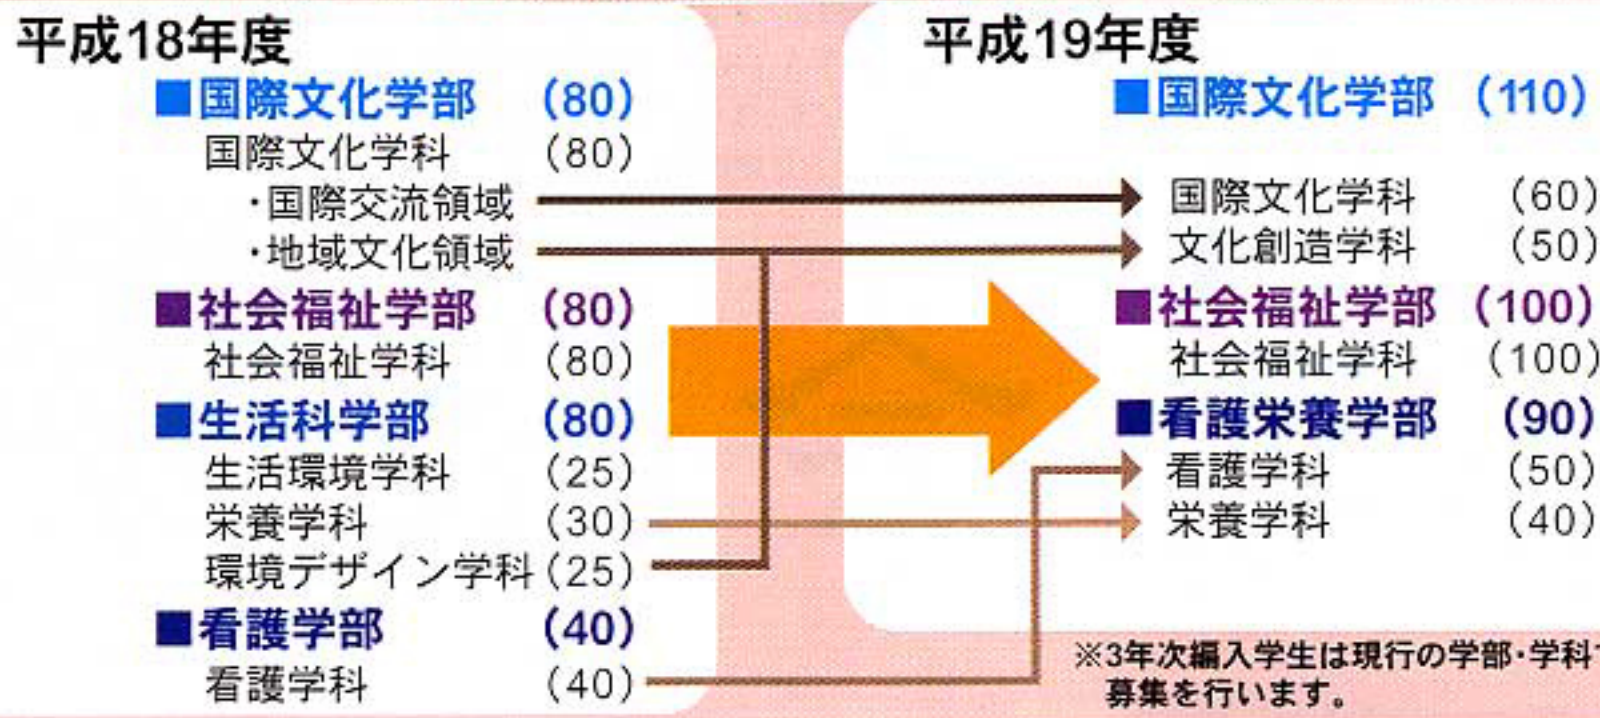 平成18年度
■国際文化学部 (80)
国際文化学科 (80)
・国際交流領域
・地域文化領域
■社会福祉学部 (80)
社会福祉学科 (80)
■生活科学部 (80)
生活環境学科 (25)
栄養学科 (30)
環境デザイン学科 (25)
■看護学部 (40)
看護学科 (40)
平成19年度
■国際文化学部 (110)
国際文化学科 (60)
文化創造学科 (50)
■社会福祉学部 (100)
社会福祉学科 (100)
■看護栄養学部 (90)
看護学科 (50)
栄養学科 (40)
※3年次編入学生は現行の学部・学科で
募集を行います。